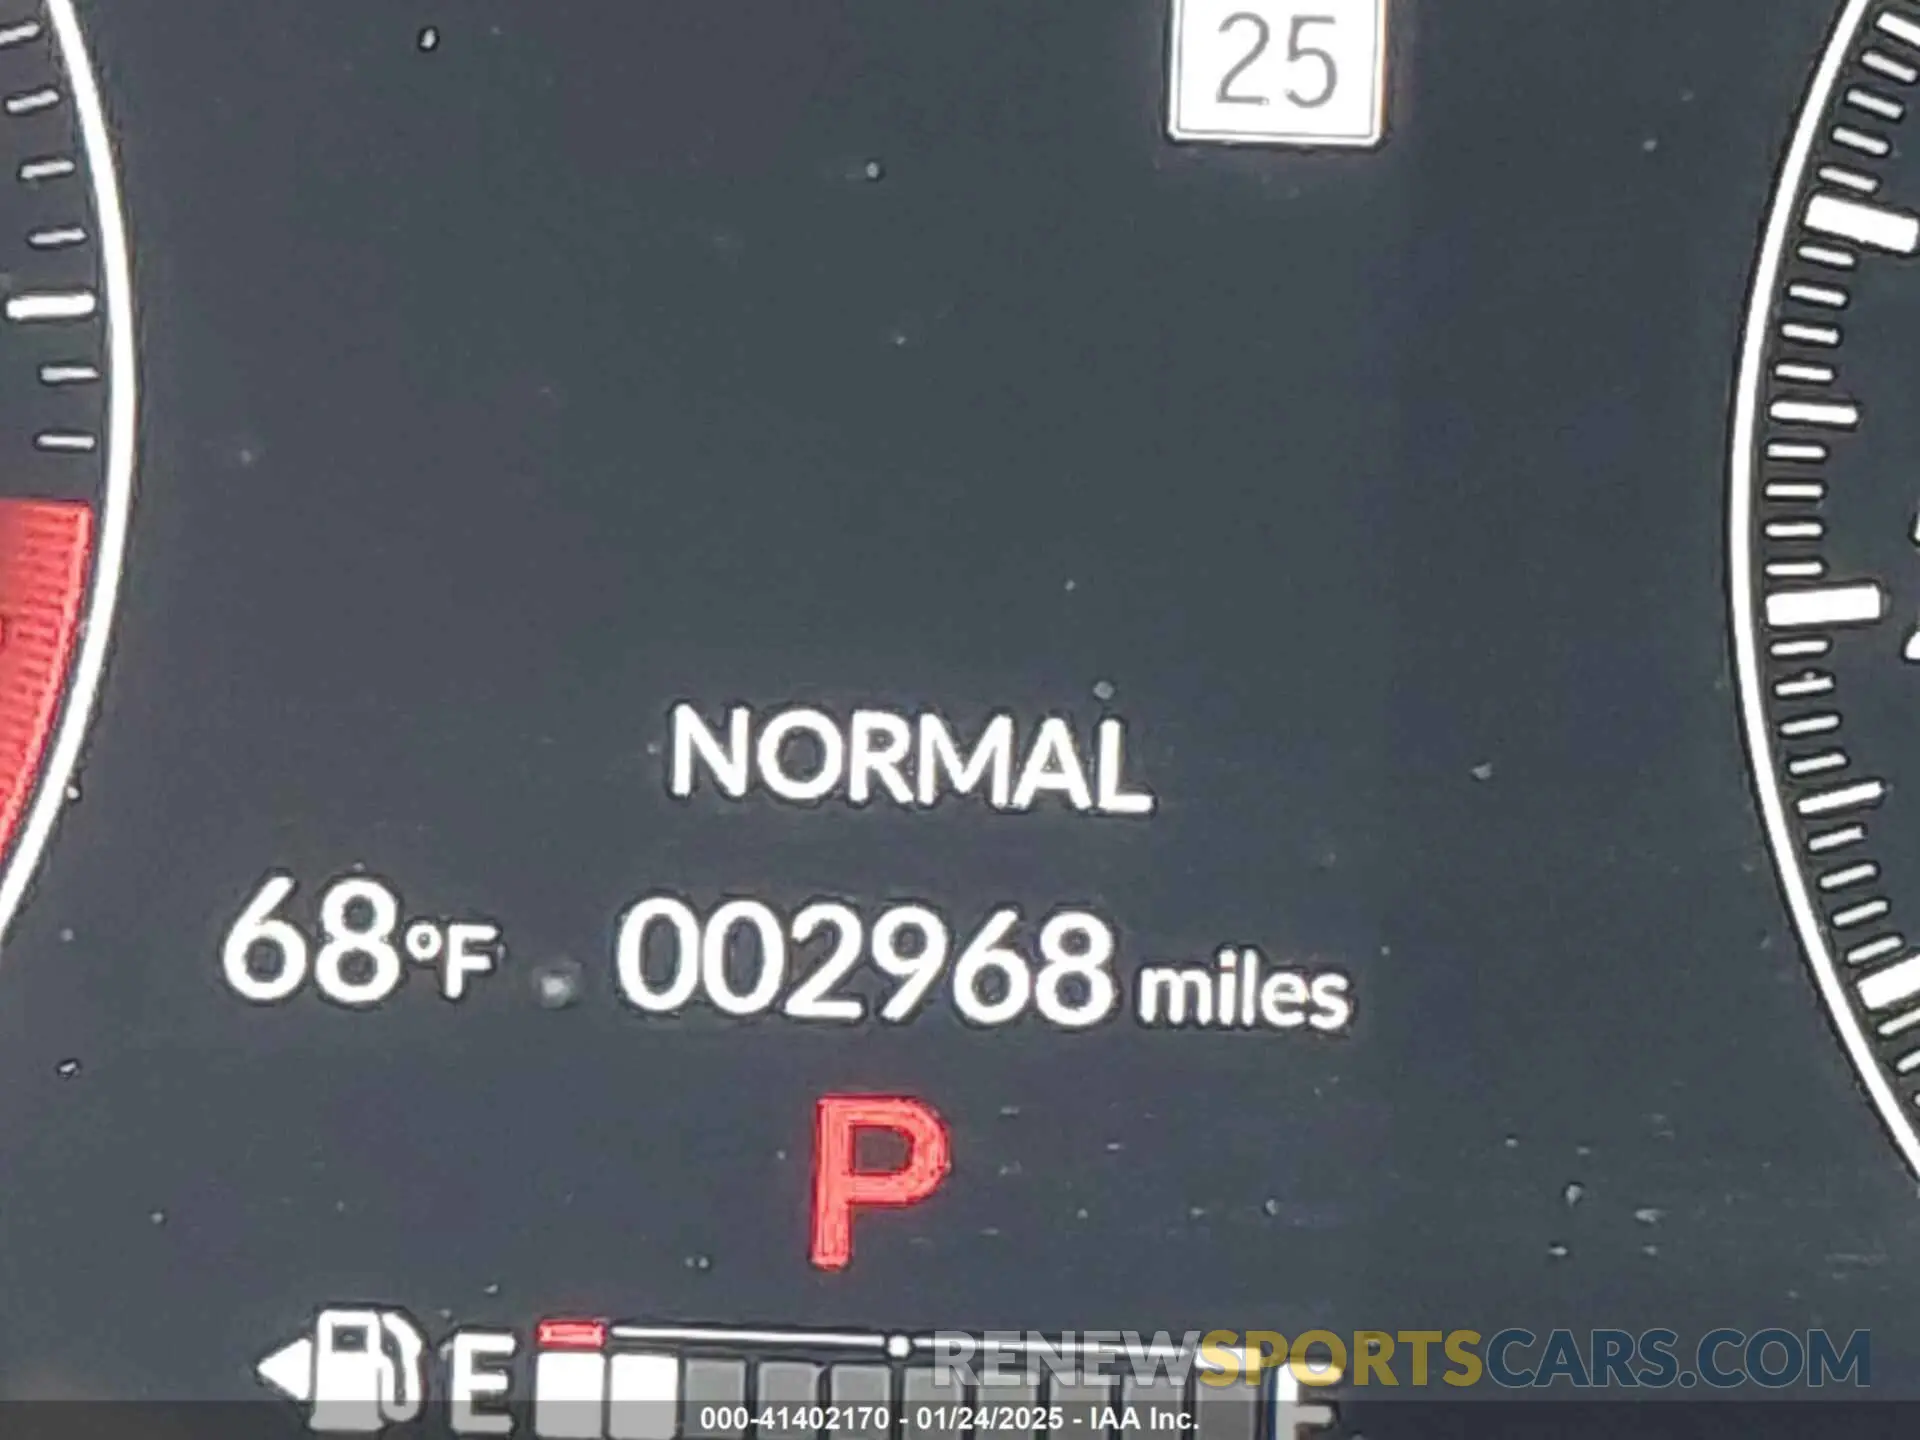 25
NORMAL
68°F 002968 miles
P
E F
RENEWSPORTSCARS.COM
000-41402170 - 01/24/2025 - IAA Inc.